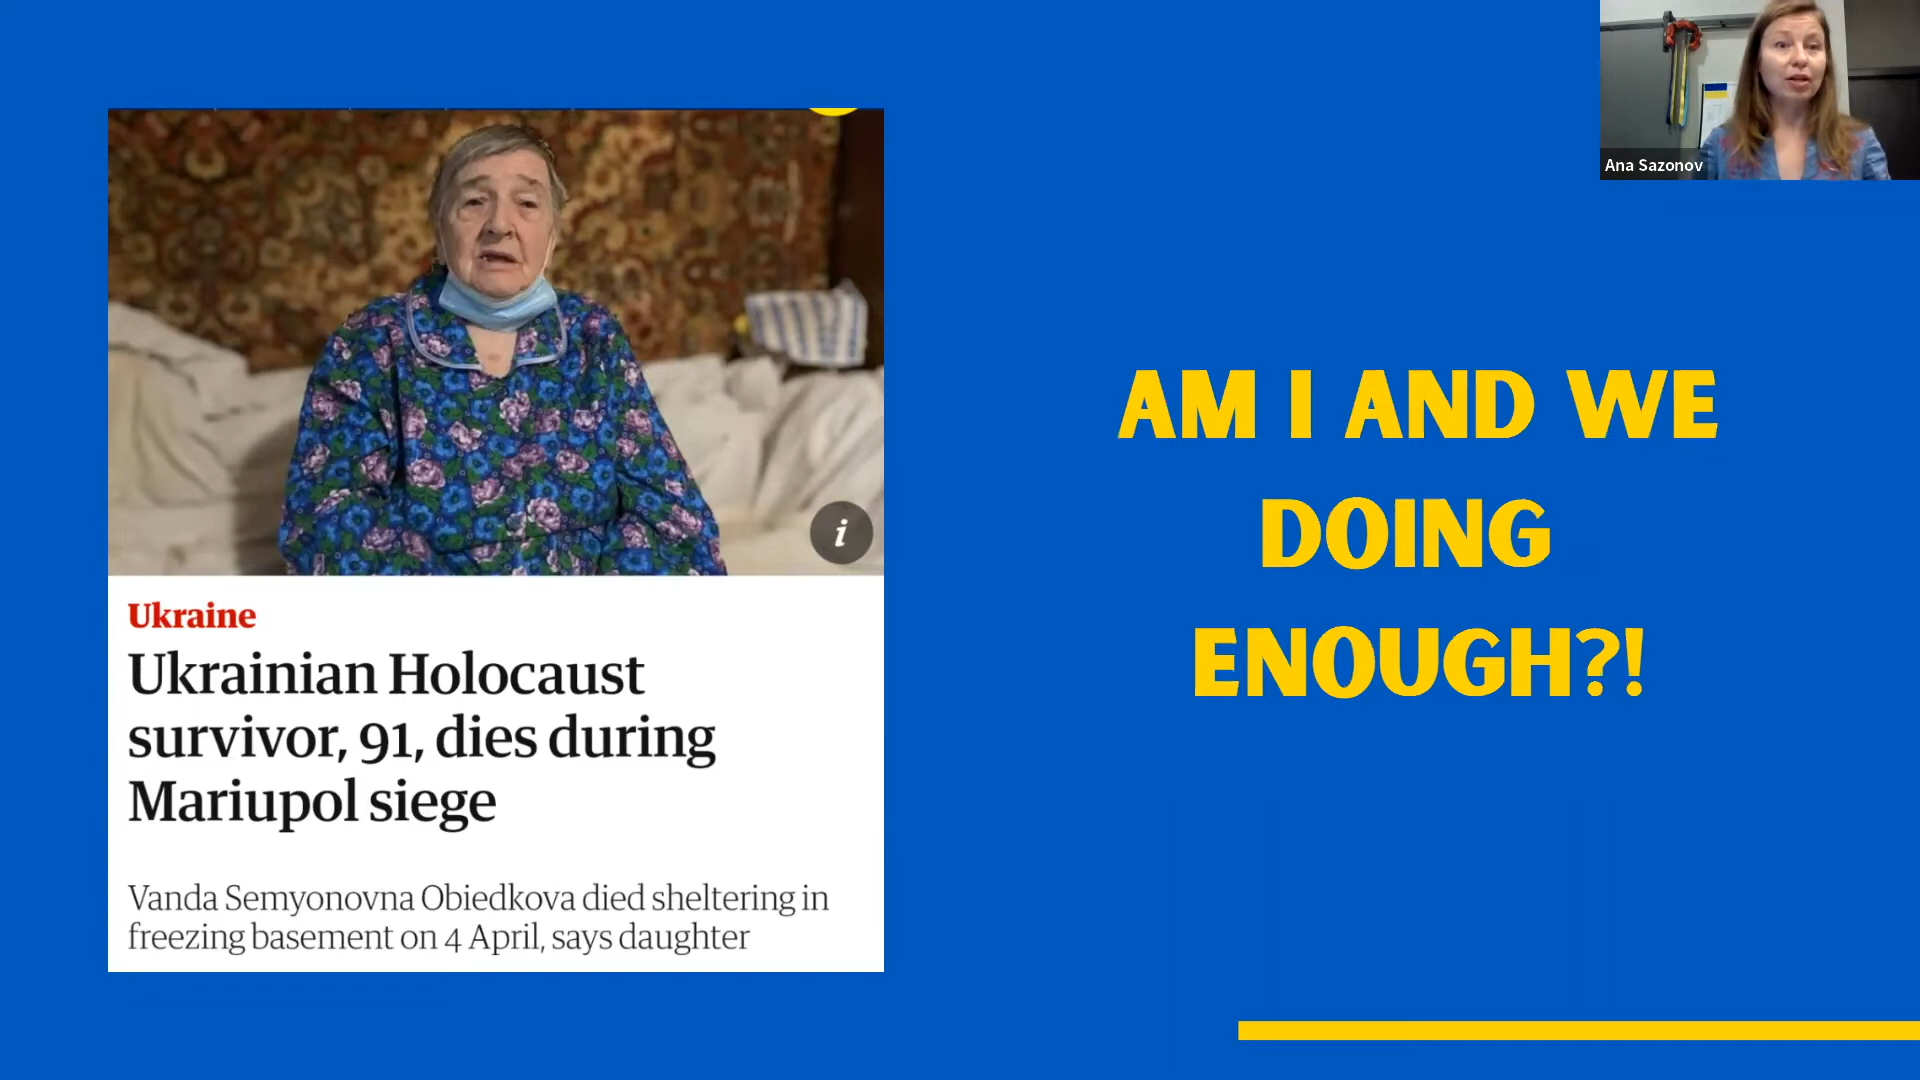 Ana Sazonov
AM I AND WE
DOING
ENOUGH?!
i
Ukraine
Ukrainian Holocaust
survivor, 91, dies during
Mariupol siege
Vanda Semyonovna Obiedkova died sheltering in
freezing basement on 4 April, says daughter